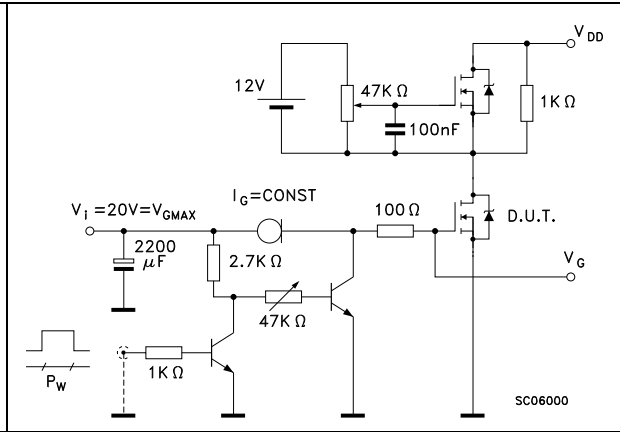 V DD
12V
47K Ω
1K Ω
100nF
I G =CONST
V i =20V=V GMAX
100 Ω
D.U.T.
2200
μF
2.7K Ω
V G
47K Ω
1K Ω
P W
SC06000